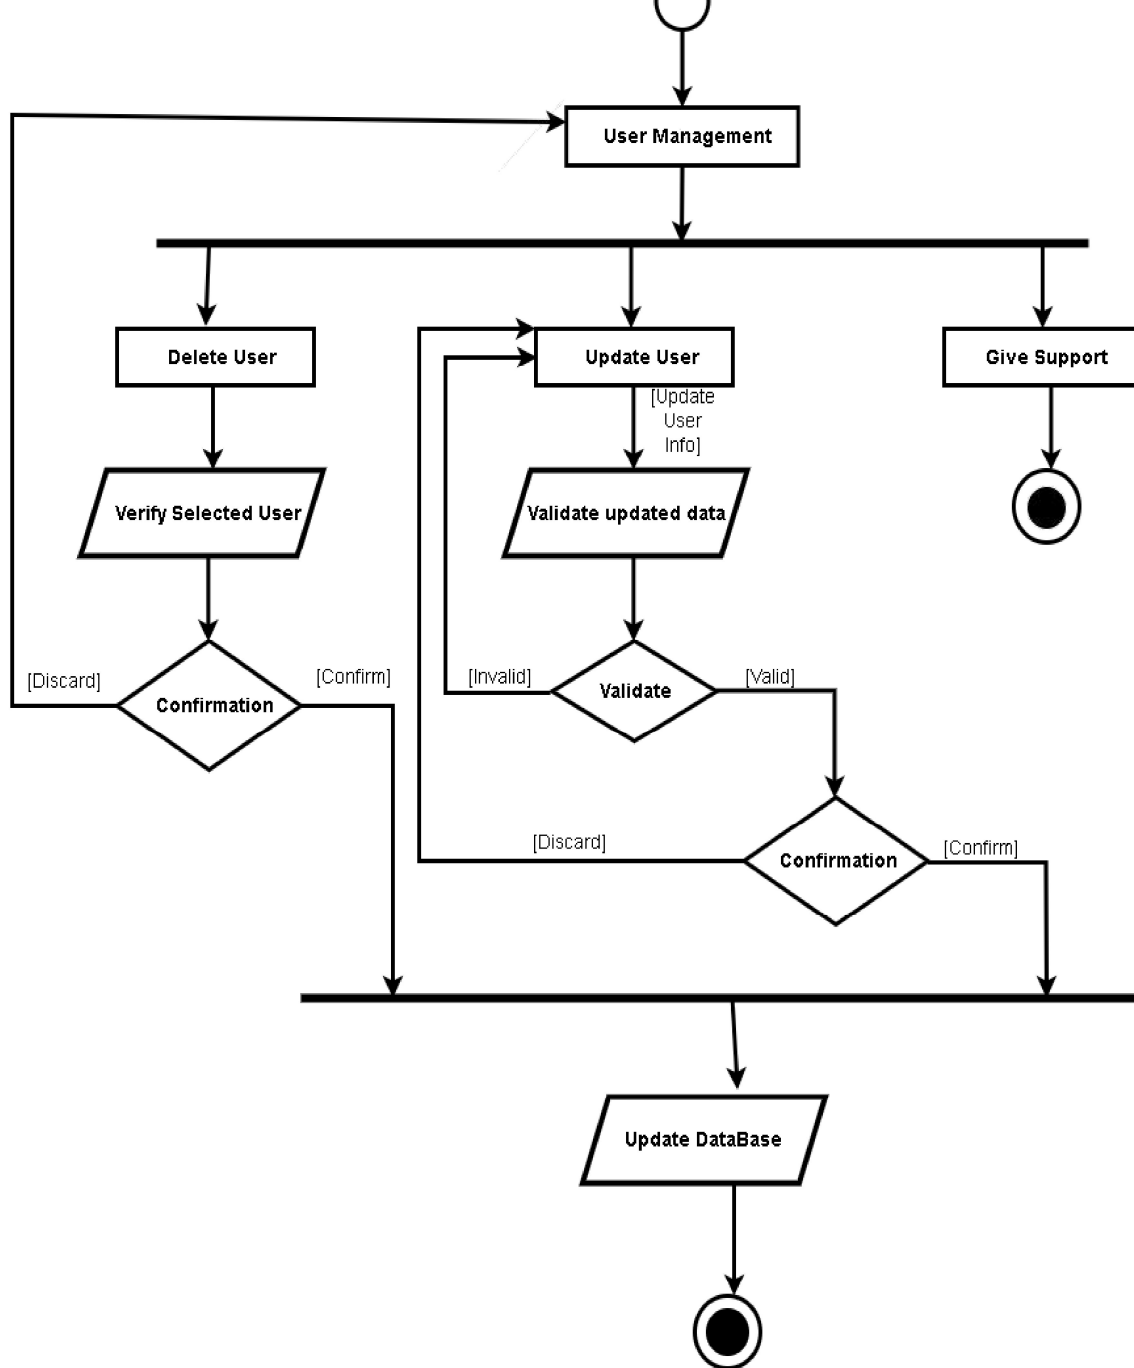 User Management
Delete User
Update User
Give Support
[Update
User
Info]
Verify Selected User
Validate updated data
[Discard]
[Confirm]
[Invalid]
[Valid]
Confirmation
Validate
[Discard]
[Confirm]
Confirmation
Update DataBase